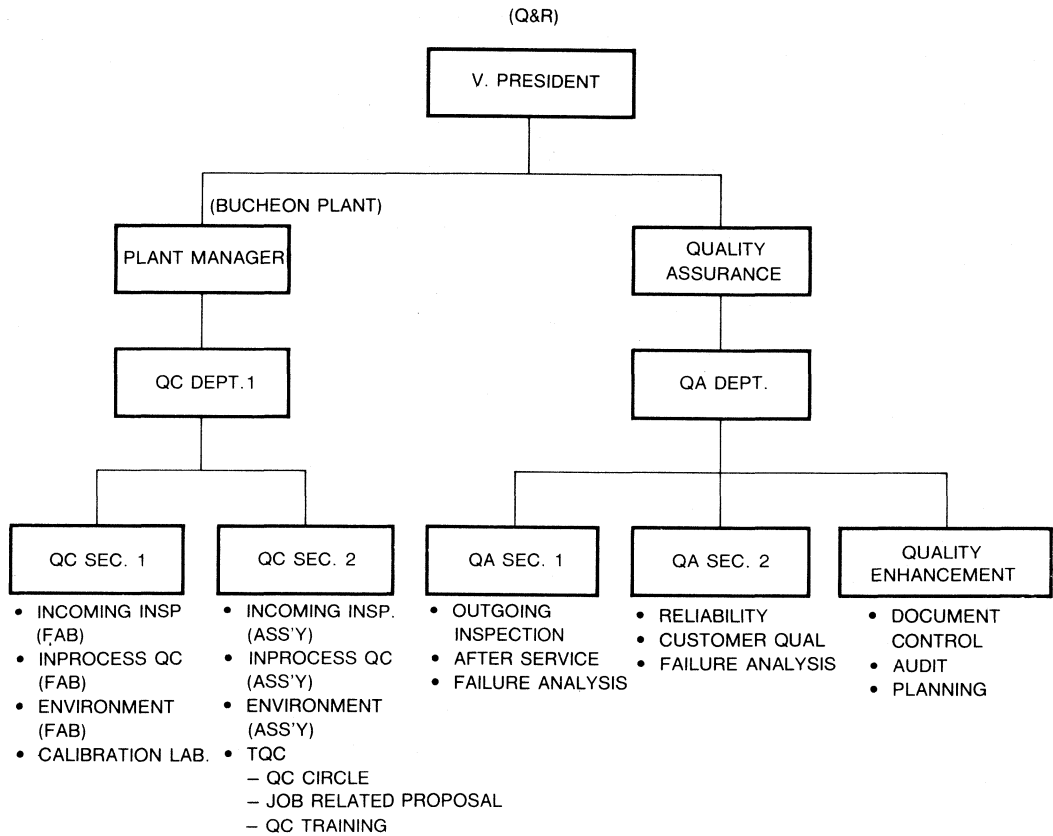 (Q&R)
V. PRESIDENT
(BUCHEON PLANT)
PLANT MANAGER
QUALITY
ASSURANCE
QC DEPT.1
QA DEPT.
QC SEC. 1
• INCOMING INSP
(FAB)
• INPROCESS QC
(FAB)
• ENVIRONMENT
(FAB)
• CALIBRATION LAB.
QC SEC. 2
• INCOMING INSP.
(ASS'Y)
• INPROCESS QC
(ASS'Y)
• ENVIRONMENT
(ASS'Y)
• TQC
– QC CIRCLE
– JOB RELATED PROPOSAL
– QC TRAINING
QA SEC. 1
• OUTGOING
INSPECTION
• AFTER SERVICE
• FAILURE ANALYSIS
QA SEC. 2
• RELIABILITY
• CUSTOMER QUAL
• FAILURE ANALYSIS
QUALITY
ENHANCEMENT
• DOCUMENT
CONTROL
• AUDIT
• PLANNING